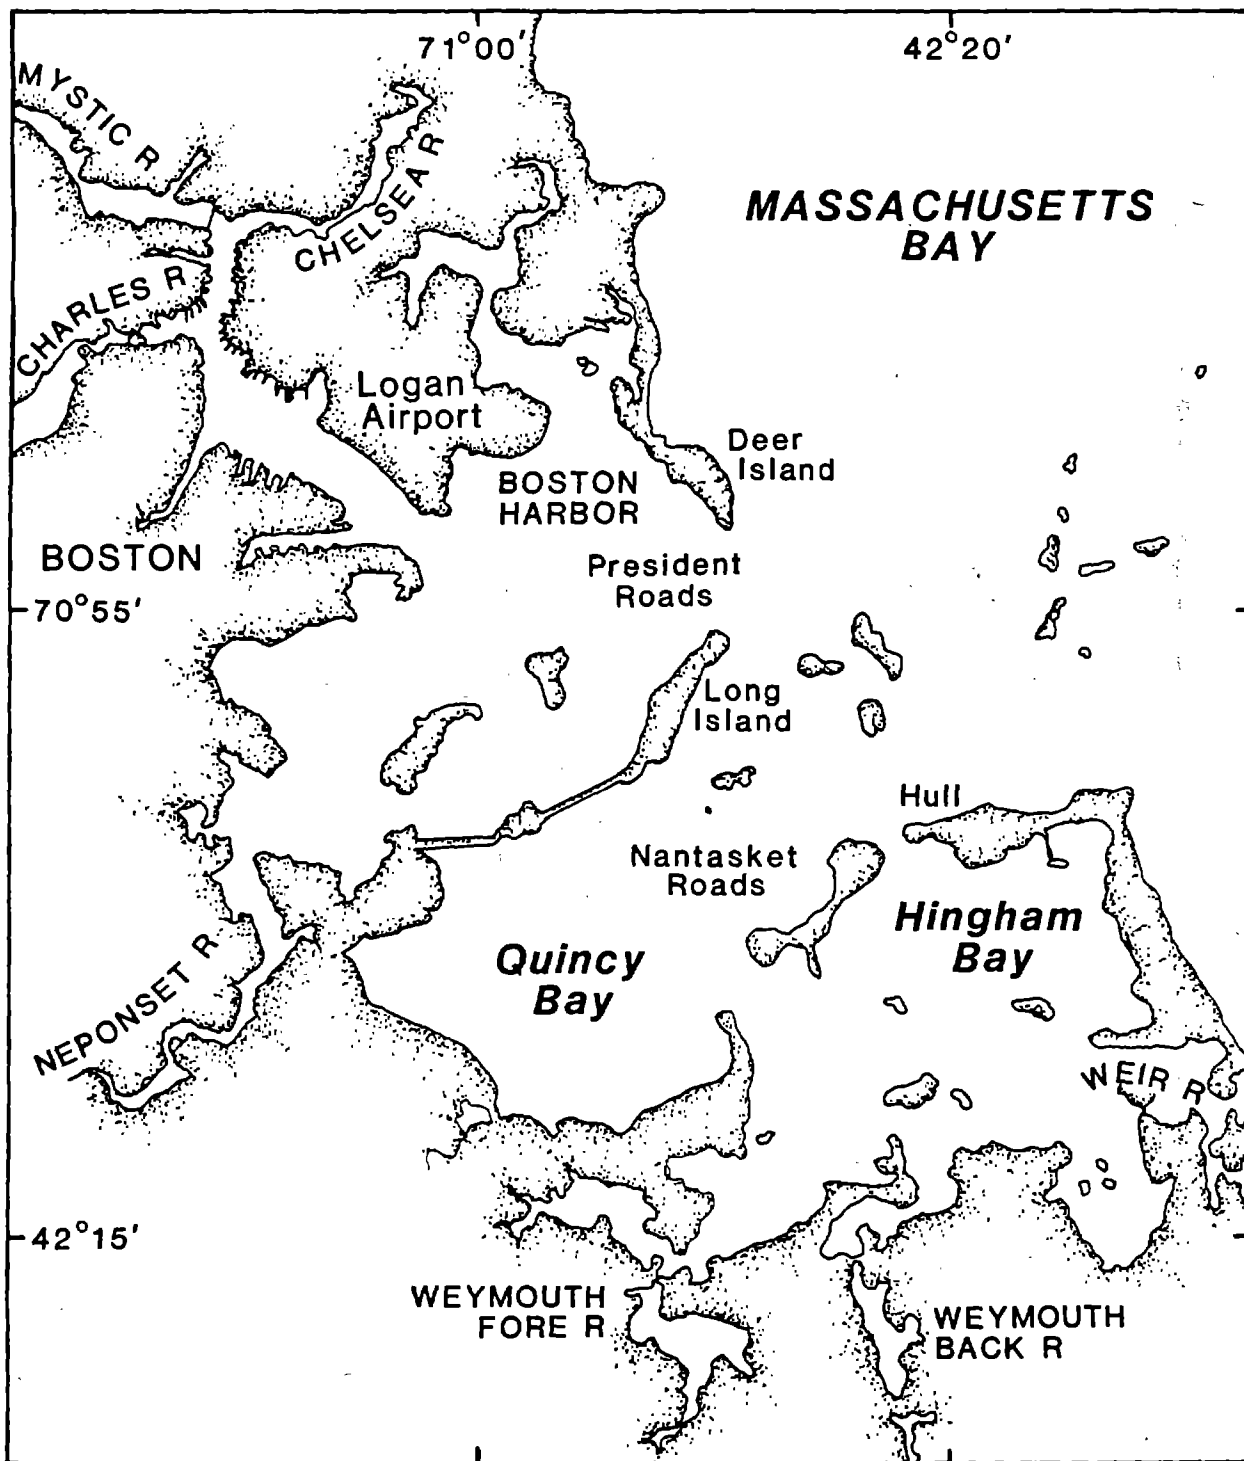 71°00'
42°20'
MYSTIC R
CHELSEA R
MASSACHUSETTS
BAY
CHARLES R
Logan
Airport
Deer
Island
BOSTON
HARBOR
BOSTON
President
Roads
70°55'
Long
Island
Hull
Nantasket
Roads
Hingham
Bay
Quincy
Bay
NEPONSET R
WEIR R
42°15'
WEYMOUTH
FORE R
WEYMOUTH
BACK R